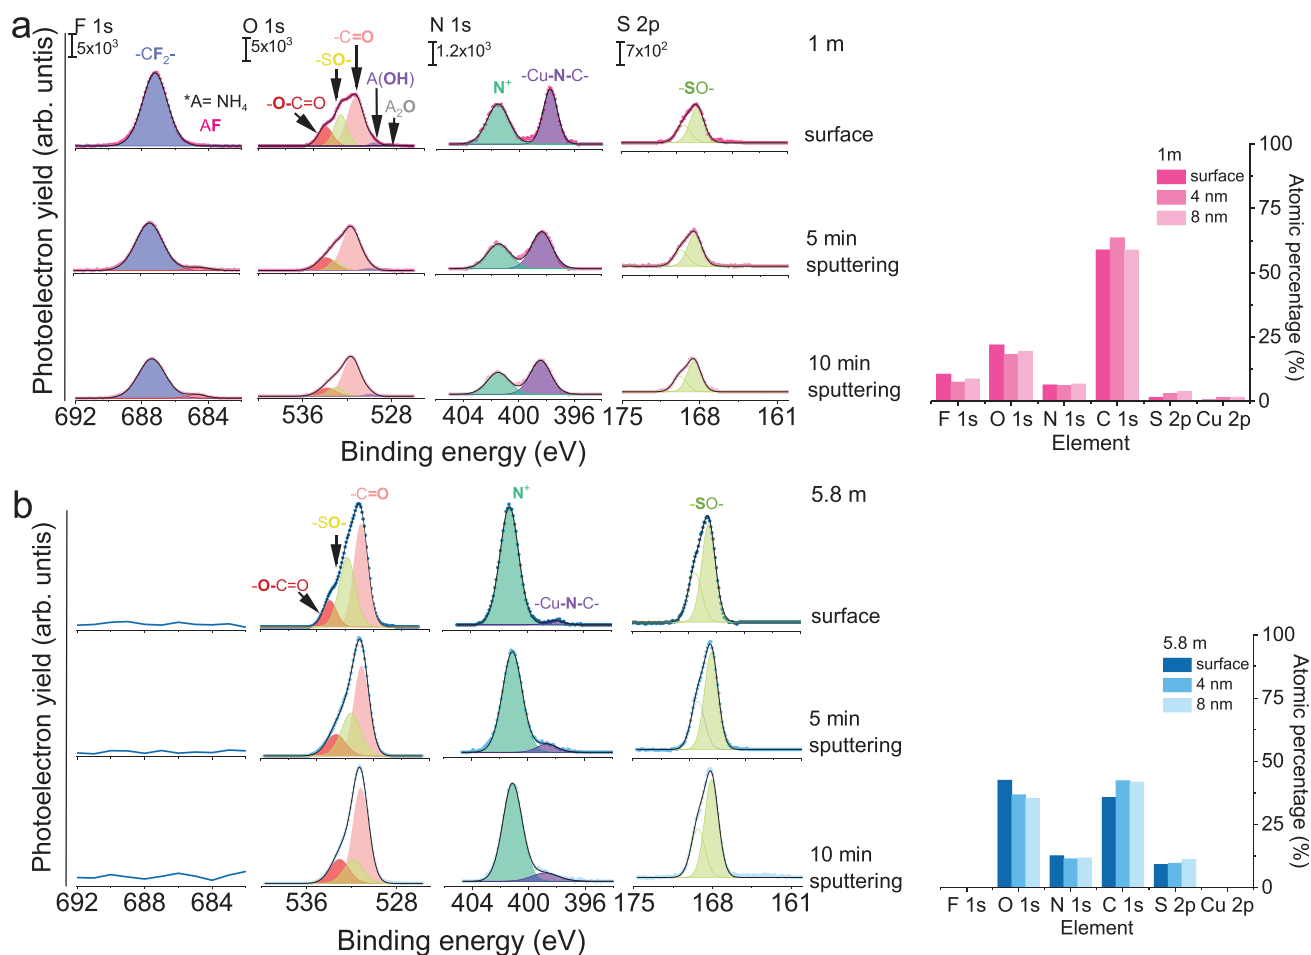 a
F 1s
5x10³
-CF₂-
*A= NH₄
AF
O 1s
5x10³
-C=O
-SO-
A(OH)
-O-C=O
A₂O
N 1s
1.2x10³
N⁺
-Cu-N-C-
S 2p
7x10²
-SO-
1 m
surface
5 min
sputtering
10 min
sputtering
Photoelectron yield (arb. untis)
692 688 684
536 528
404 400 396
175 168 161
Binding energy (eV)
1m
surface
4 nm
8 nm
100
75
50
25
0
Atomic percentage (%)
F 1s O 1s N 1s C 1s S 2p Cu 2p
Element
b
-C=O
-SO-
-O-C=O
N⁺
-Cu-N-C-
-SO-
5.8 m
surface
5 min
sputtering
10 min
sputtering
Photoelectron yield (arb. untis)
692 688 684
536 528
404 400 396
175 168 161
Binding energy (eV)
5.8 m
surface
4 nm
8 nm
100
75
50
25
0
Atomic percentage (%)
F 1s O 1s N 1s C 1s S 2p Cu 2p
Element